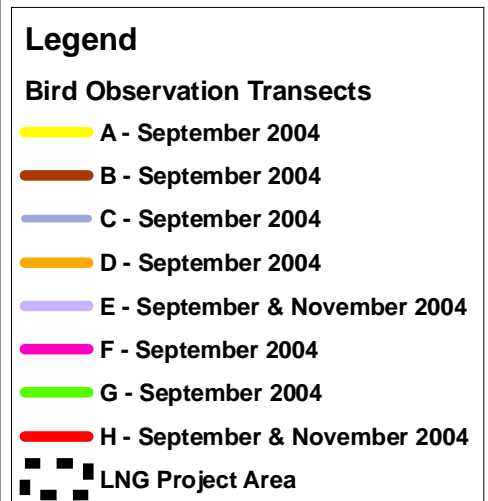 Legend
Bird Observation Transects
A - September 2004
B - September 2004
C - September 2004
D - September 2004
E - September & November 2004
F - September 2004
G - September 2004
H - September & November 2004
LNG Project Area